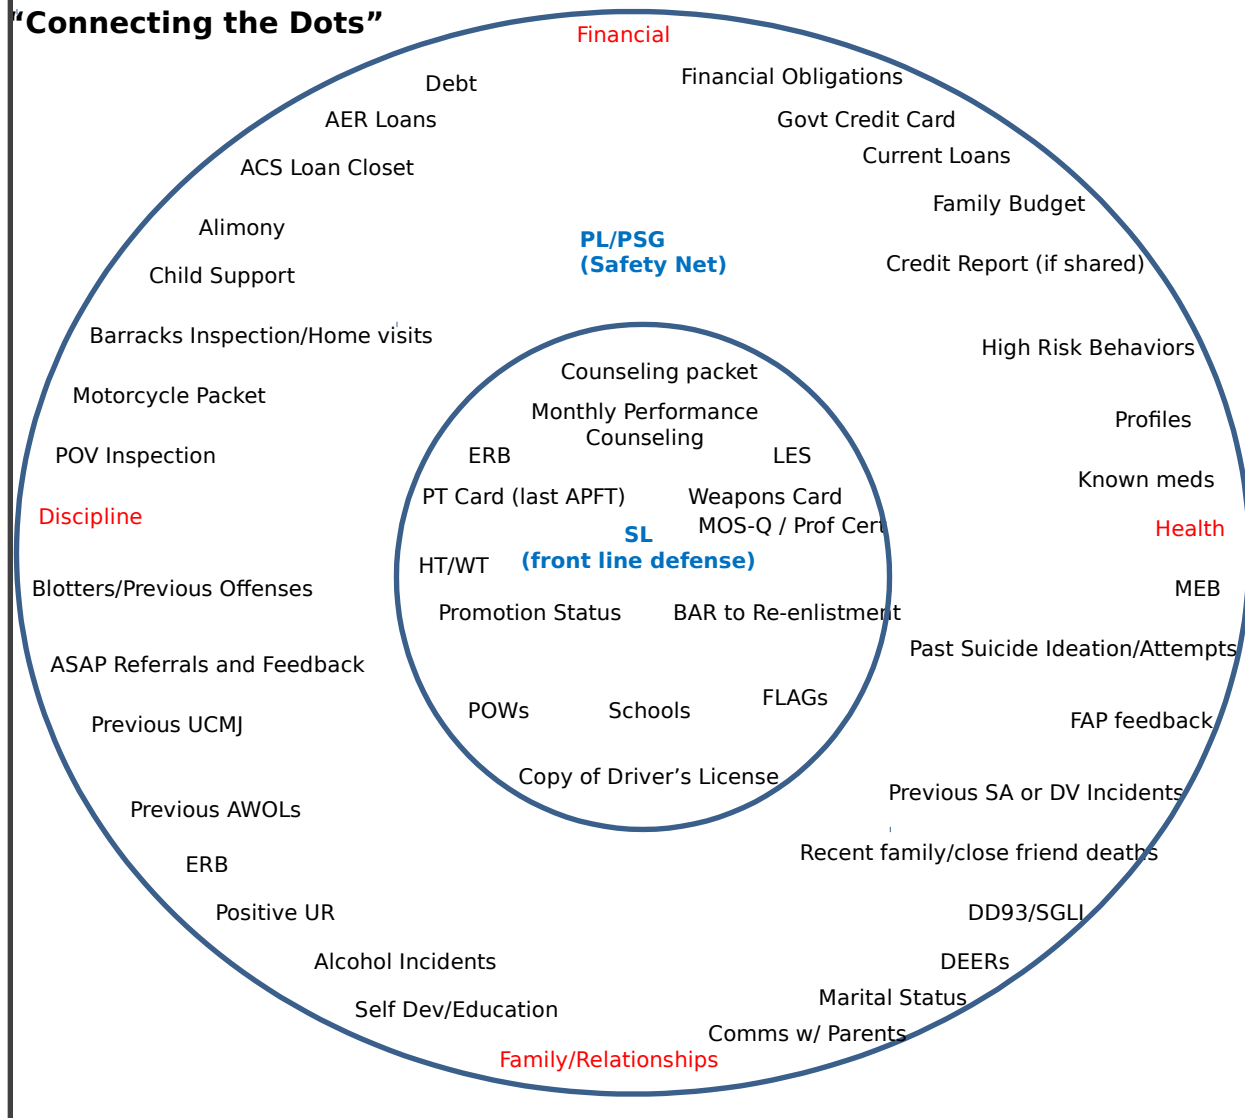 “Connecting the Dots”
Financial
Debt
Financial Obligations
AER Loans
Govt Credit Card
Current Loans
ACS Loan Closet
Family Budget
Alimony
PL/PSG
(Safety Net)
Credit Report (if shared)
Child Support
Barracks Inspection/Home visits
High Risk Behaviors
Counseling packet
Motorcycle Packet
Monthly Performance
Counseling
Profiles
POV Inspection
ERB
LES
Known meds
PT Card (last APFT)
Weapons Card
Discipline
MOS-Q / Prof Cert
Health
SL
(front line defense)
HT/WT
Blotters/Previous Offenses
MEB
Promotion Status
BAR to Re-enlistment
Past Suicide Ideation/Attempts
ASAP Referrals and Feedback
FLAGs
POWs
Schools
FAP feedback
Previous UCMJ
Copy of Driver’s License
Previous SA or DV Incidents
Previous AWOLs
Recent family/close friend deaths
ERB
Positive UR
DD93/SGLI
Alcohol Incidents
DEERs
Marital Status
Self Dev/Education
Comms w/ Parents
Family/Relationships